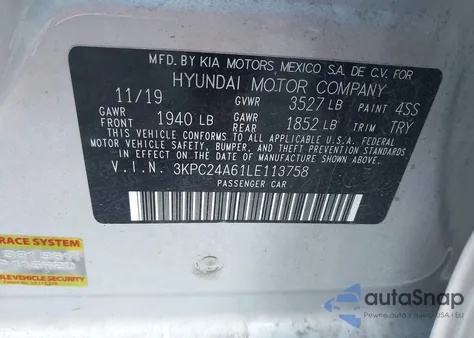 MFD. BY KIA MOTORS MEXICO S.A DE C.V. FOR
HYUNDAI MOTOR COMPANY
11/19 GVWR 3527 LB PAINT 4SS
GAWR FRONT 1940 LB GAWR REAR 1852 LB TRIM TRY
THIS VEHICLE CONFORMS TO ALL APPLICABLE U.S.A. FEDERAL
MOTOR VEHICLE SAFETY, BUMPER, AND THEFT PREVENTION
STANDARDS IN EFFECT ON THE DATE OF MANUFACTURE SHOWN ABOVE.
V.I.N. 3KPC24A61LE113758
PASSENGER CAR
RACE SYSTEM
LE VEHICLE SECURITY
autoSnap